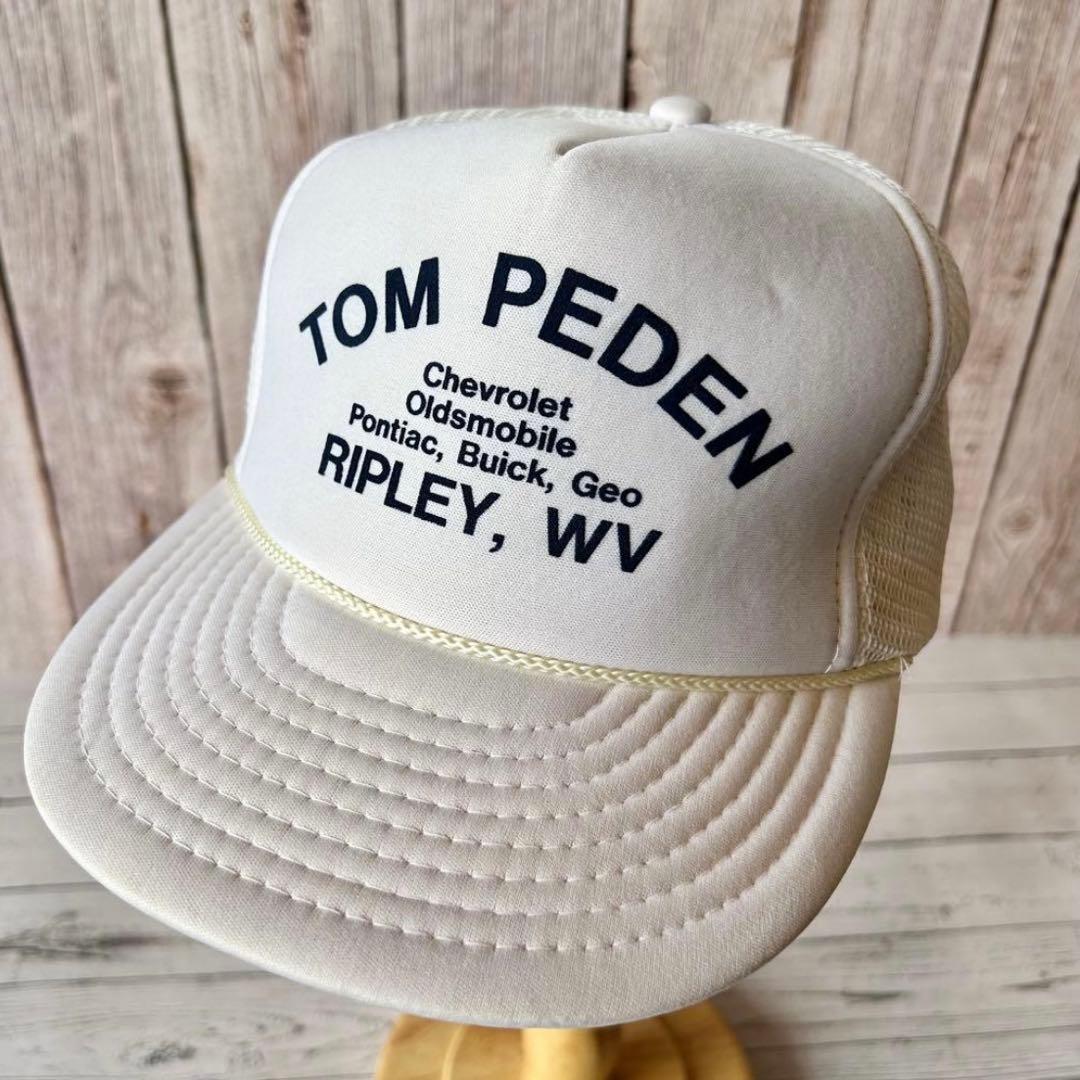 TOM PEDEN
Chevrolet
Oldsmobile
Pontiac, Buick, Geo
RIPLEY, WV